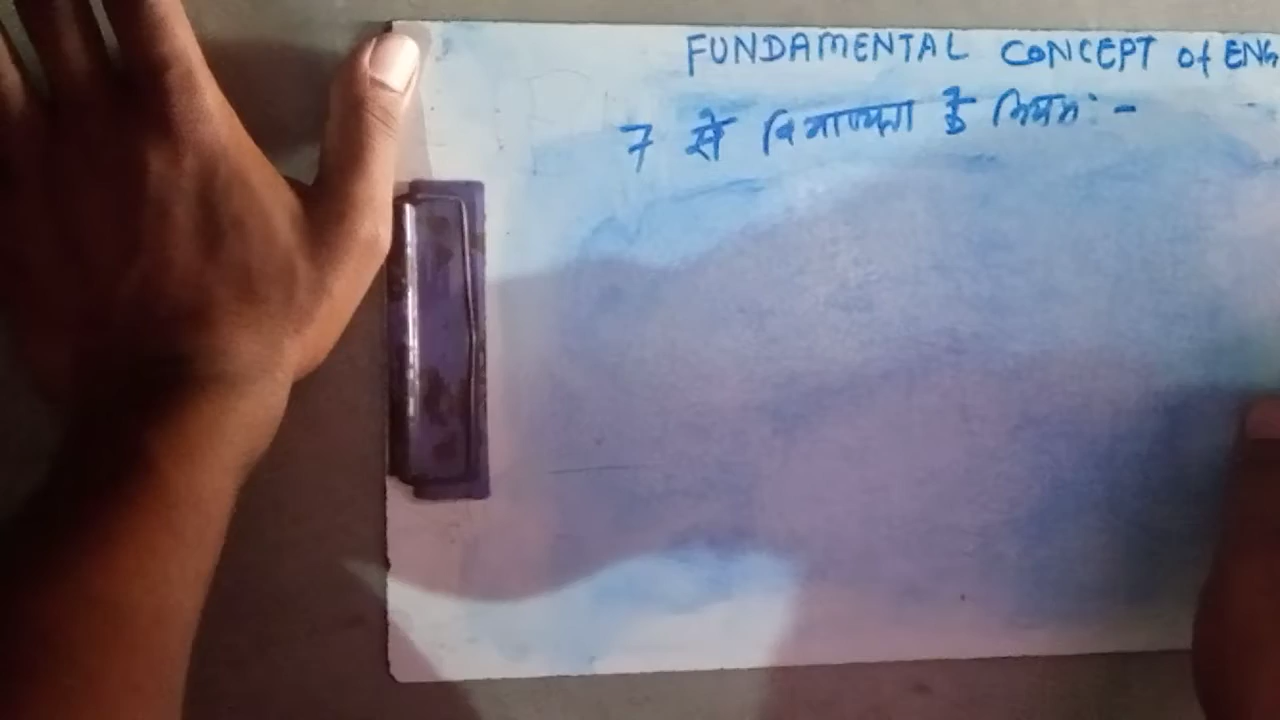 FUNDAMENTAL CONCEPT of ENG
7 से विभाज्यता के नियम :-